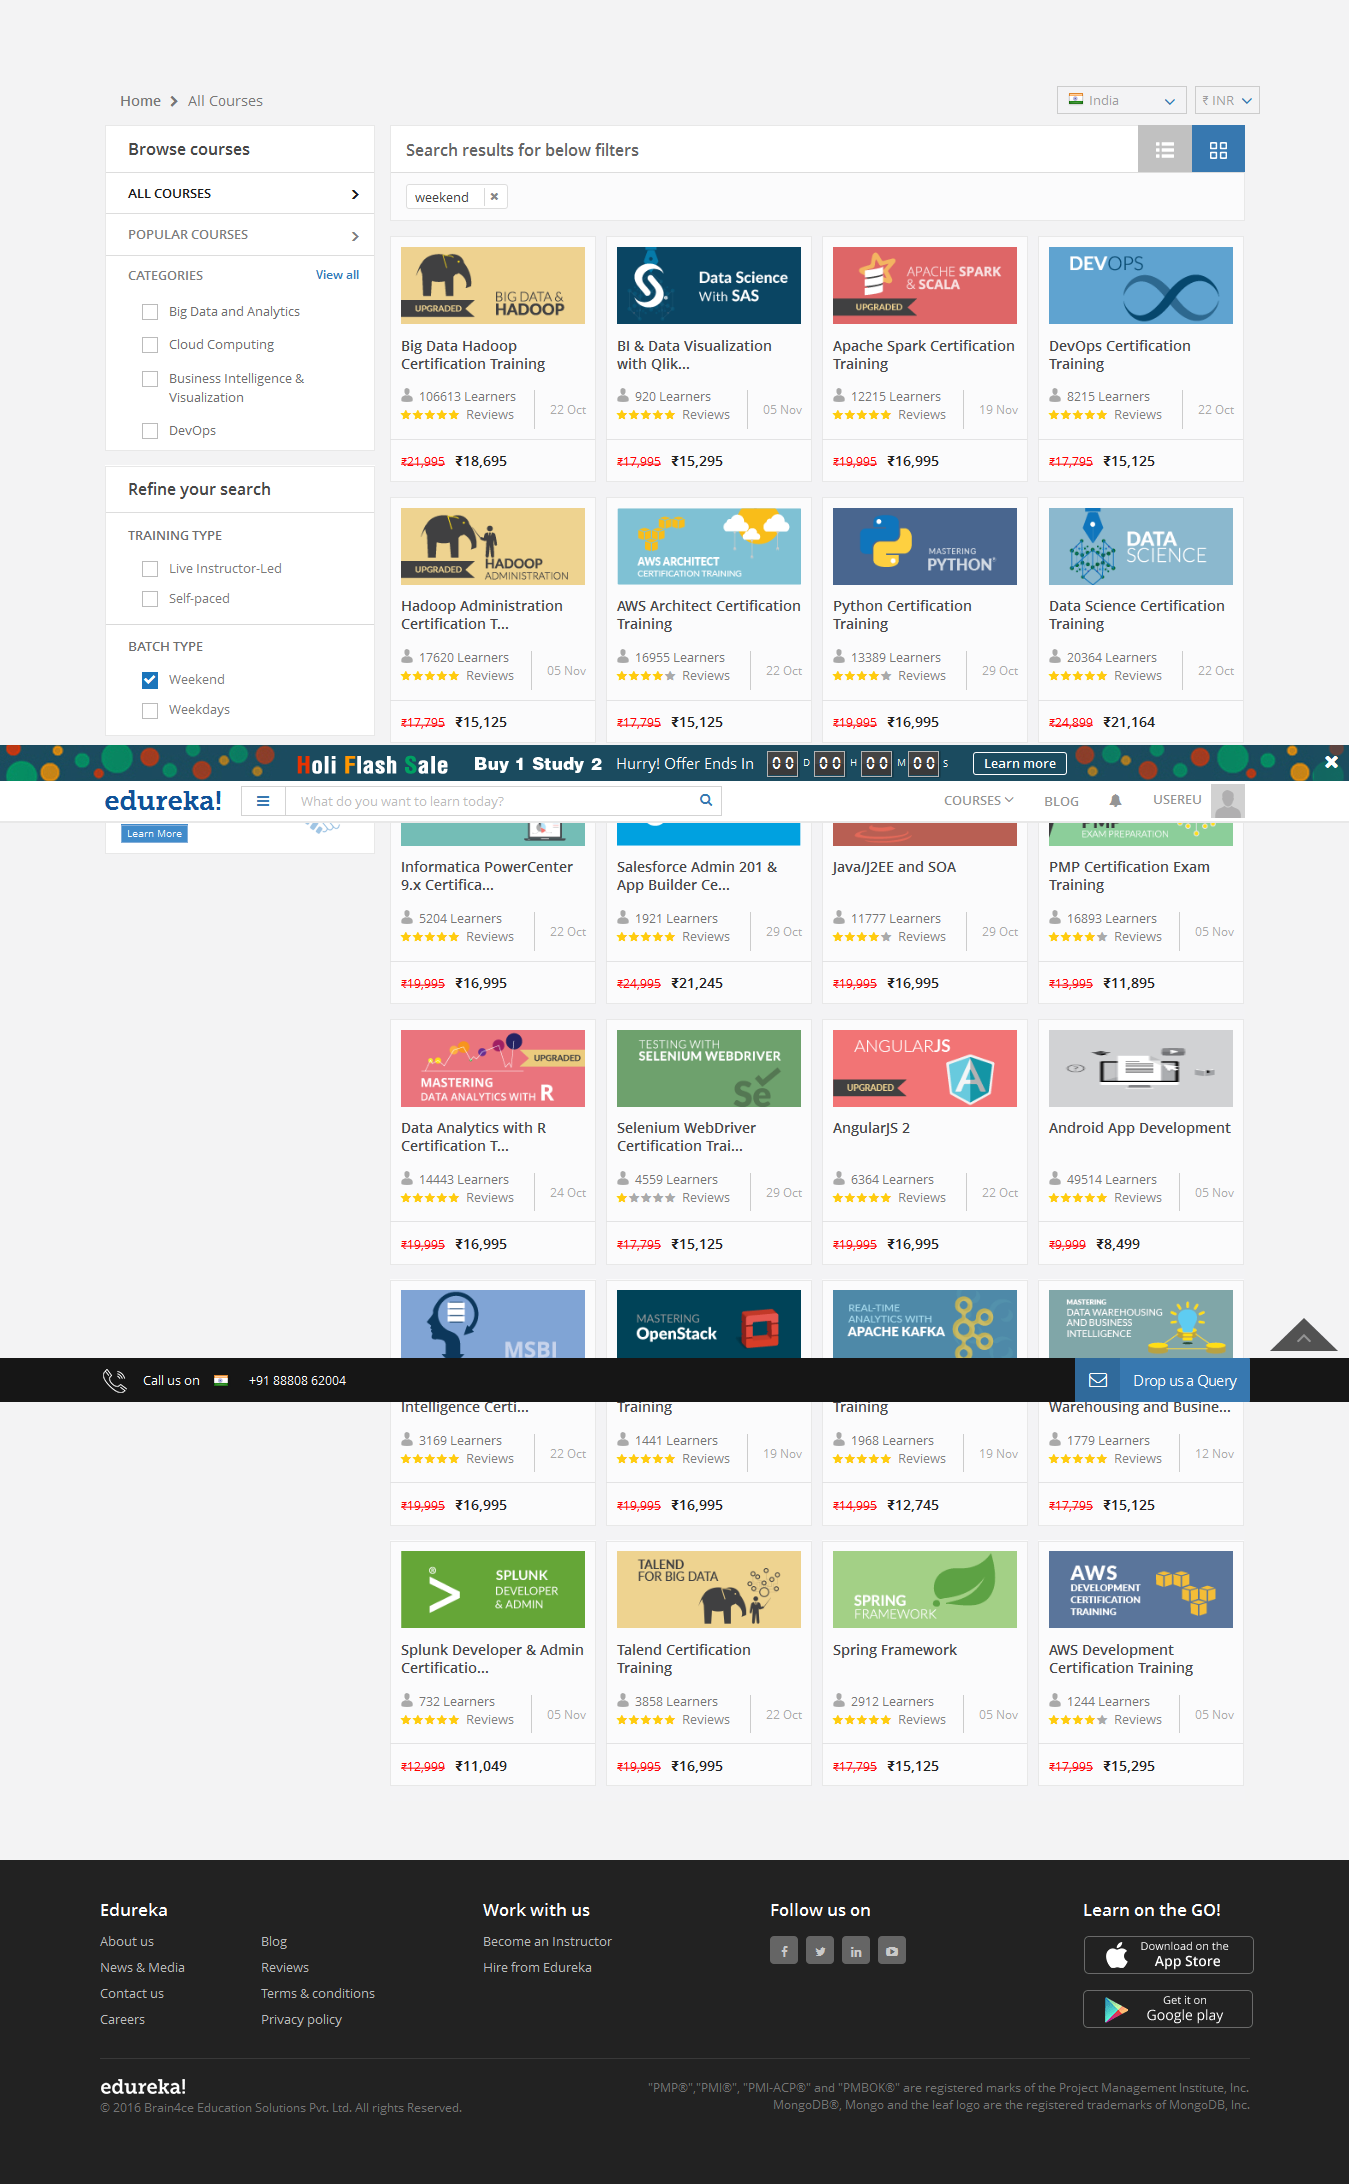 Home
All Courses
India
₹ INR
Browse courses
ALL COURSES
POPULAR COURSES
CATEGORIES
View all
Big Data and Analytics
Cloud Computing
Business Intelligence &
Visualization
DevOps
Refine your search
TRAINING TYPE
Live Instructor-Led
Self-paced
BATCH TYPE
Weekend
Weekdays
Search results for below filters
weekend
BIG DATA &
HADOOP
UPGRADED
Big Data Hadoop
Certification Training
106613 Learners
Reviews
22 Oct
₹21,995 ₹18,695
Data Science
With SAS
BI & Data Visualization
with Qlik...
920 Learners
Reviews
05 Nov
₹17,995 ₹15,295
APACHE SPARK
& SCALA
UPGRADED
Apache Spark Certification
Training
12215 Learners
Reviews
19 Nov
₹19,995 ₹16,995
DEVOPS
DevOps Certification
Training
8215 Learners
Reviews
22 Oct
₹17,795 ₹15,125
UPGRADED
HADOOP
ADMINISTRATION
Hadoop Administration
Certification T...
17620 Learners
Reviews
05 Nov
₹17,795 ₹15,125
AWS ARCHITECT
CERTIFICATION TRAINING
AWS Architect Certification
Training
16955 Learners
Reviews
22 Oct
₹17,795 ₹15,125
MASTERING
PYTHON
Python Certification
Training
13389 Learners
Reviews
29 Oct
₹19,995 ₹16,995
DATA
SCIENCE
Data Science Certification
Training
20364 Learners
Reviews
22 Oct
₹24,899 ₹21,164
Holi Flash Sale
Buy 1 Study 2
Hurry! Offer Ends In
00 D 00 H 00 M 00 S
Learn more
edureka!
What do you want to learn today?
COURSES
BLOG
USEREU
Learn More
Informatica PowerCenter
9.x Certifica...
5204 Learners
Reviews
22 Oct
₹19,995 ₹16,995
Salesforce Admin 201 &
App Builder Ce...
1921 Learners
Reviews
29 Oct
₹24,995 ₹21,245
Java/J2EE and SOA
11777 Learners
Reviews
29 Oct
₹19,995 ₹16,995
PMP
EXAM PREPARATION
PMP Certification Exam
Training
16893 Learners
Reviews
05 Nov
₹13,995 ₹11,895
UPGRADED
MASTERING
DATA ANALYTICS WITH R
Data Analytics with R
Certification T...
14443 Learners
Reviews
24 Oct
₹19,995 ₹16,995
TESTING WITH
SELENIUM WEBDRIVER
Se
Selenium WebDriver
Certification Trai...
4559 Learners
Reviews
29 Oct
₹17,795 ₹15,125
ANGULARJS
UPGRADED
A
AngularJS 2
6364 Learners
Reviews
22 Oct
₹19,995 ₹16,995
Android App Development
49514 Learners
Reviews
05 Nov
₹9,999 ₹8,499
MSBI
MASTERING
OpenStack
REAL-TIME
ANALYTICS WITH
APACHE KAFKA
MASTERING
DATA WAREHOUSING
AND BUSINESS
INTELLIGENCE
Call us on
+91 88808 62004
Drop us a Query
Intelligence Certi...
3169 Learners
Reviews
22 Oct
₹19,995 ₹16,995
Training
1441 Learners
Reviews
19 Nov
₹19,995 ₹16,995
Training
1968 Learners
Reviews
19 Nov
₹14,995 ₹12,745
Warehousing and Busine...
1779 Learners
Reviews
12 Nov
₹17,795 ₹15,125
SPLUNK
DEVELOPER
& ADMIN
Splunk Developer & Admin
Certificatio...
732 Learners
Reviews
05 Nov
₹12,999 ₹11,049
TALEND
FOR BIG DATA
Talend Certification
Training
3858 Learners
Reviews
22 Oct
₹19,995 ₹16,995
SPRING
FRAMEWORK
Spring Framework
2912 Learners
Reviews
05 Nov
₹17,795 ₹15,125
AWS
DEVELOPMENT
CERTIFICATION
TRAINING
AWS Development
Certification Training
1244 Learners
Reviews
05 Nov
₹17,995 ₹15,295
Edureka
About us
News & Media
Contact us
Careers
Blog
Reviews
Terms & conditions
Privacy policy
Work with us
Become an Instructor
Hire from Edureka
Follow us on
Learn on the GO!
Download on the
App Store
Get it on
Google play
edureka!
© 2016 Brain4ce Education Solutions Pvt. Ltd. All rights Reserved.
"PMP®","PMI®", "PMI-ACP®" and "PMBOK®" are registered marks of the Project Management Institute, Inc.
MongoDB®, Mongo and the leaf logo are the registered trademarks of MongoDB, Inc.